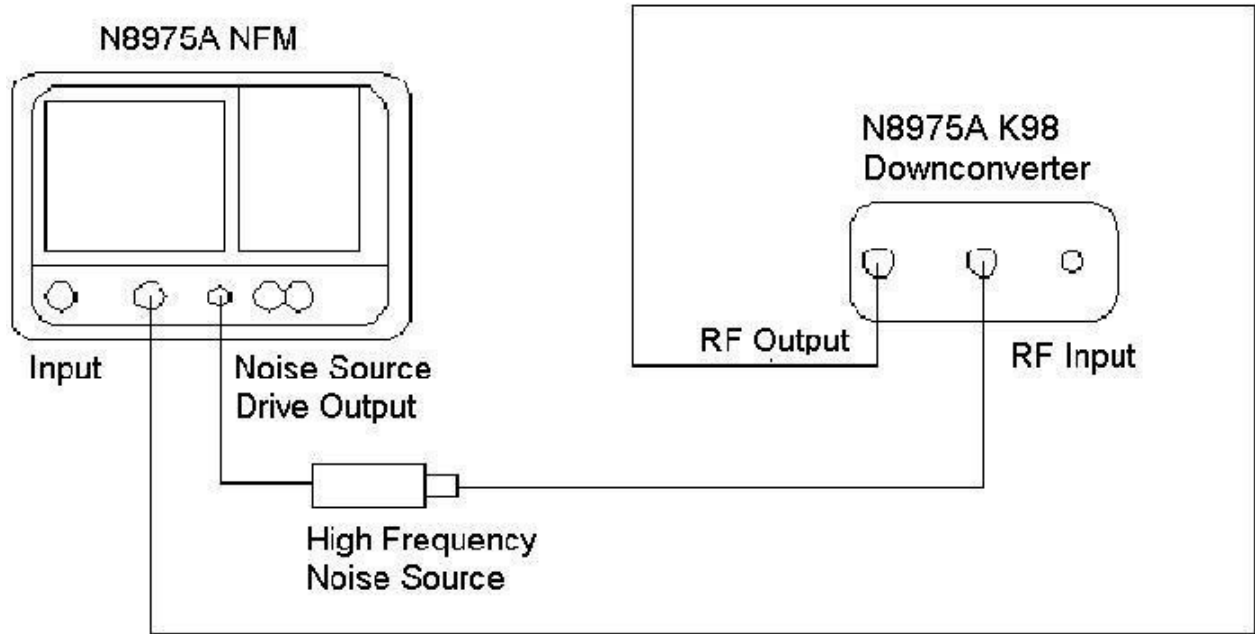 N8975A NFM
N8975A K98
Downconverter
Input
Noise Source
Drive Output
RF Output
RF Input
High Frequency
Noise Source